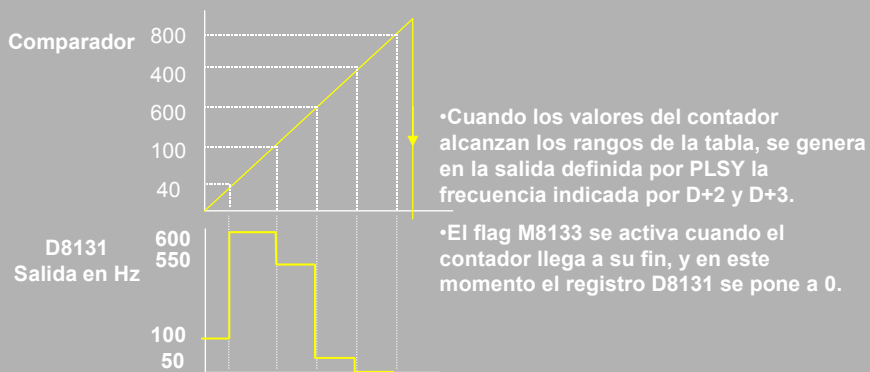 Comparador
800
400
600
100
40
•Cuando los valores del contador
alcanzan los rangos de la tabla, se genera
en la salida definida por PLSY la
frecuencia indicada por D+2 y D+3.
•El flag M8133 se activa cuando el
contador llega a su fin, y en este
momento el registro D8131 se pone a 0.
D8131
Salida en Hz
600
550
100
50